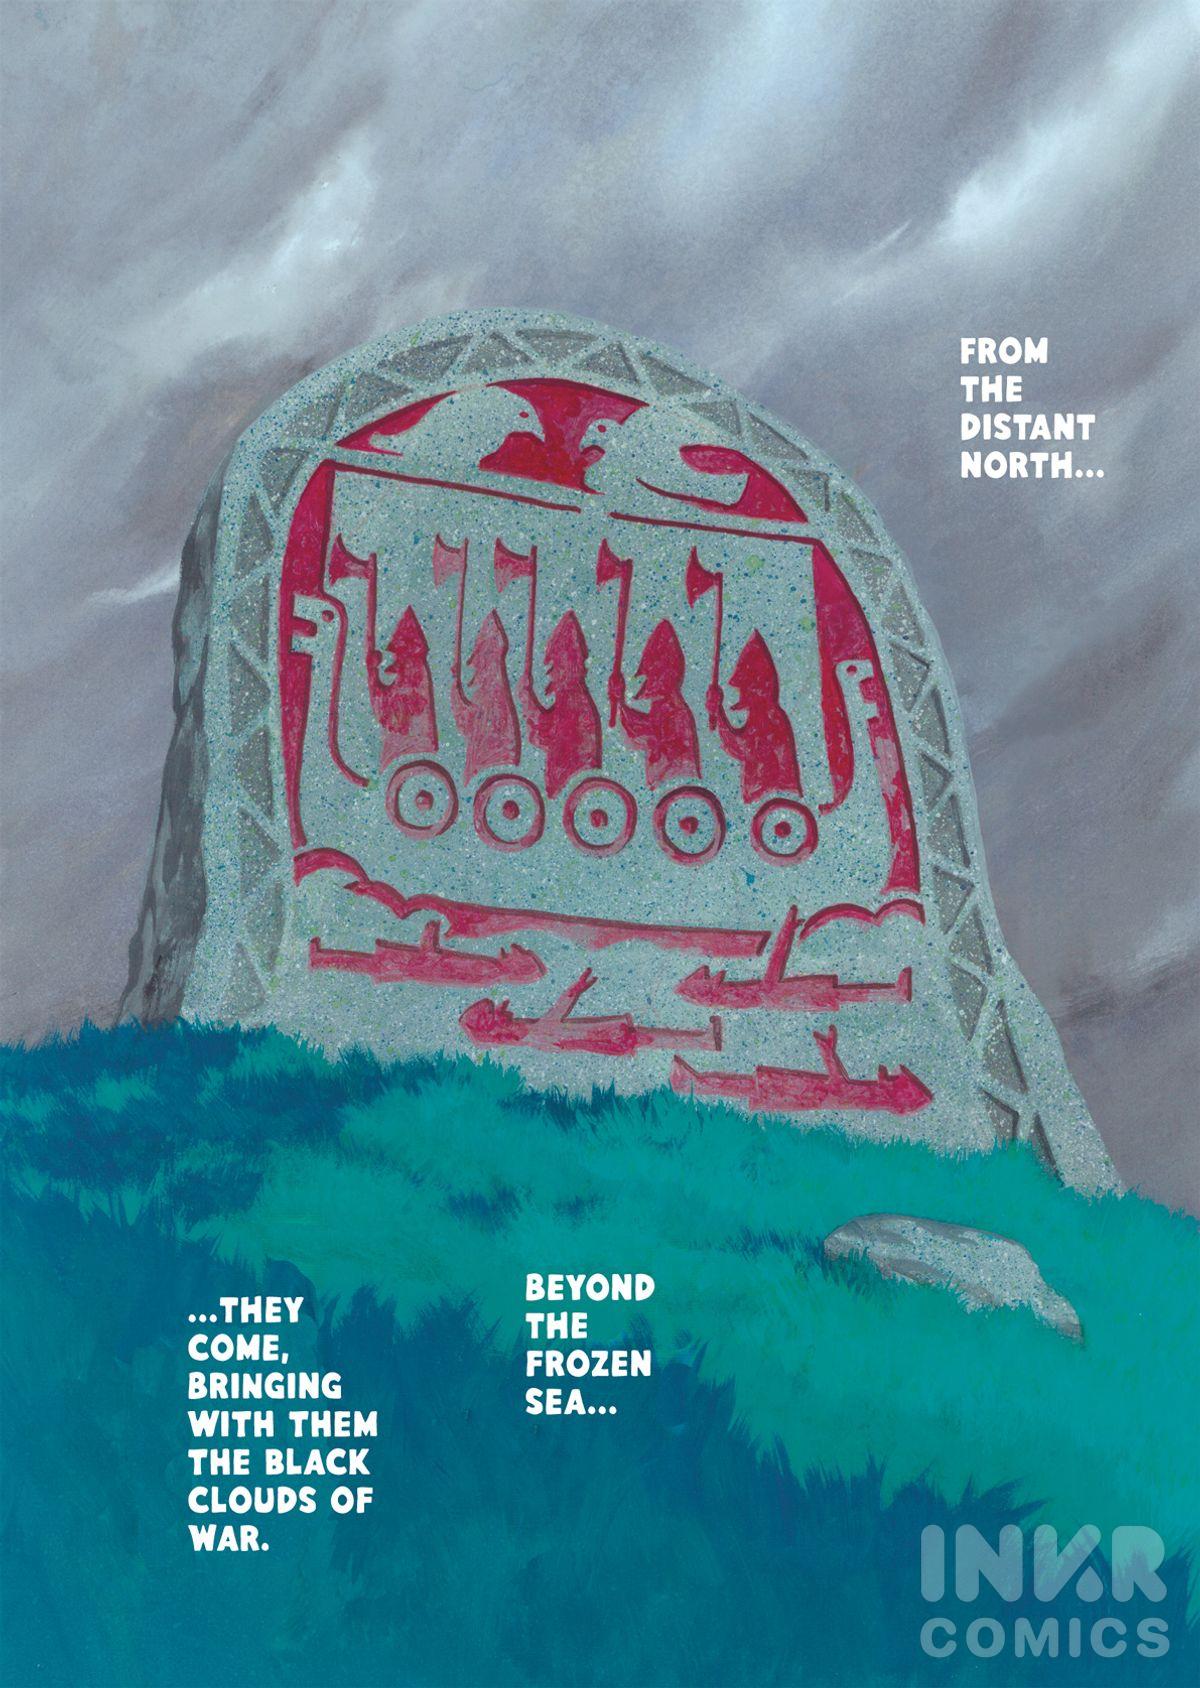 FROM
THE
DISTANT
NORTH...
BEYOND
THE
FROZEN
SEA...
...THEY
COME,
BRINGING
WITH THEM
THE BLACK
CLOUDS OF
WAR.
INKR
COMICS